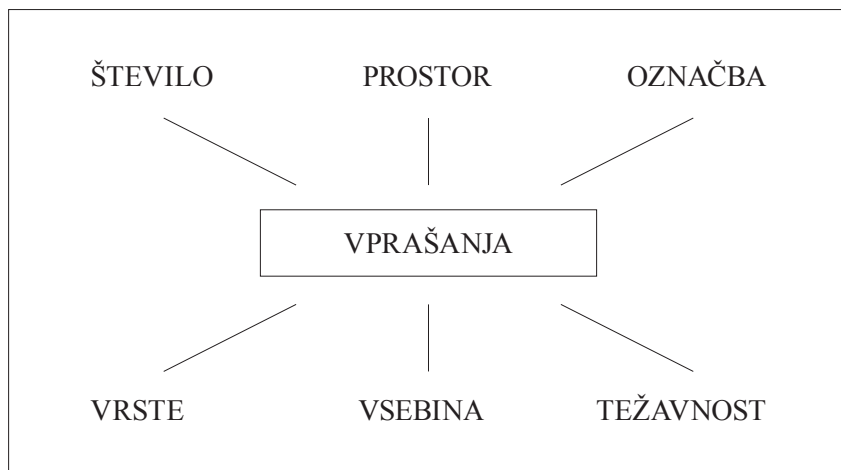 ŠTEVILO PROSTOR OZNAČBA
VPRAŠANJA
VRSTE VSEBINA TEŽAVNOST